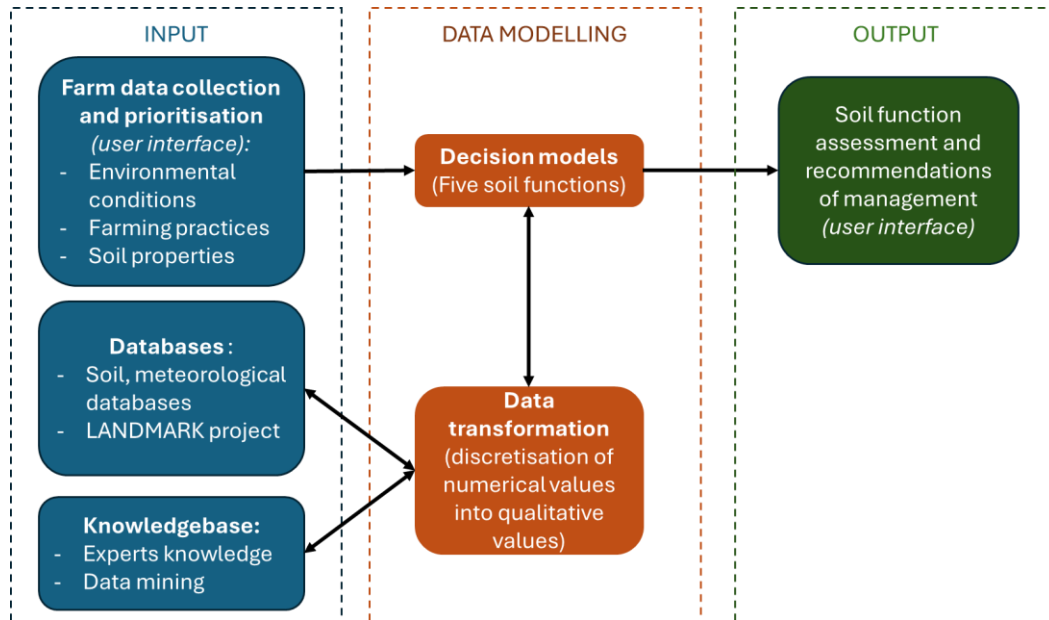 INPUT
Farm data collection
and prioritisation
(user interface):
- Environmental
conditions
- Farming practices
- Soil properties
Databases :
- Soil, meteorological
databases
- LANDMARK project
Knowledgebase:
- Experts knowledge
- Data mining
DATA MODELLING
Decision models
(Five soil functions)
Data
transformation
(discretisation of
numerical values
into qualitative
values)
OUTPUT
Soil function
assessment and
recommendations
of management
(user interface)